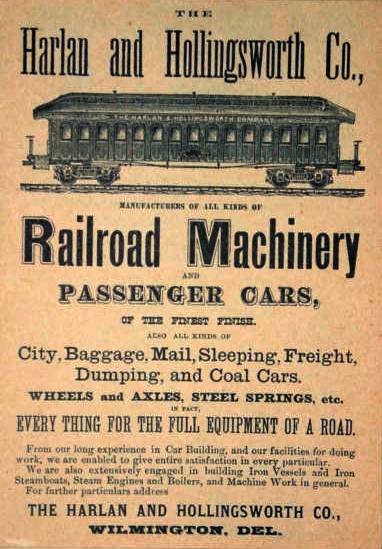 THE
Harlan and Hollingsworth Co.,
THE HARLAN & HOLLINGSWORTH COMPANY.
MANUFACTURERS OF ALL KINDS OF
Railroad Machinery
AND
PASSENGER CARS,
OF THE FINEST FINISH.
ALSO ALL KINDS OF
City, Baggage, Mail, Sleeping, Freight,
Dumping, and Coal Cars.
WHEELS and AXLES, STEEL SPRINGS, etc.
IN FACT,
EVERY THING FOR THE FULL EQUIPMENT OF A ROAD.
From our long experience in Car Building, and our facilities for doing
work, we are enabled to give entire satisfaction in every particular.
We are also extensively engaged in building Iron Vessels and Iron
Steamboats, Steam Engines and Boilers, and Machine Work in general.
For further particulars address
THE HARLAN AND HOLLINGSWORTH CO.,
WILMINGTON, DEL.